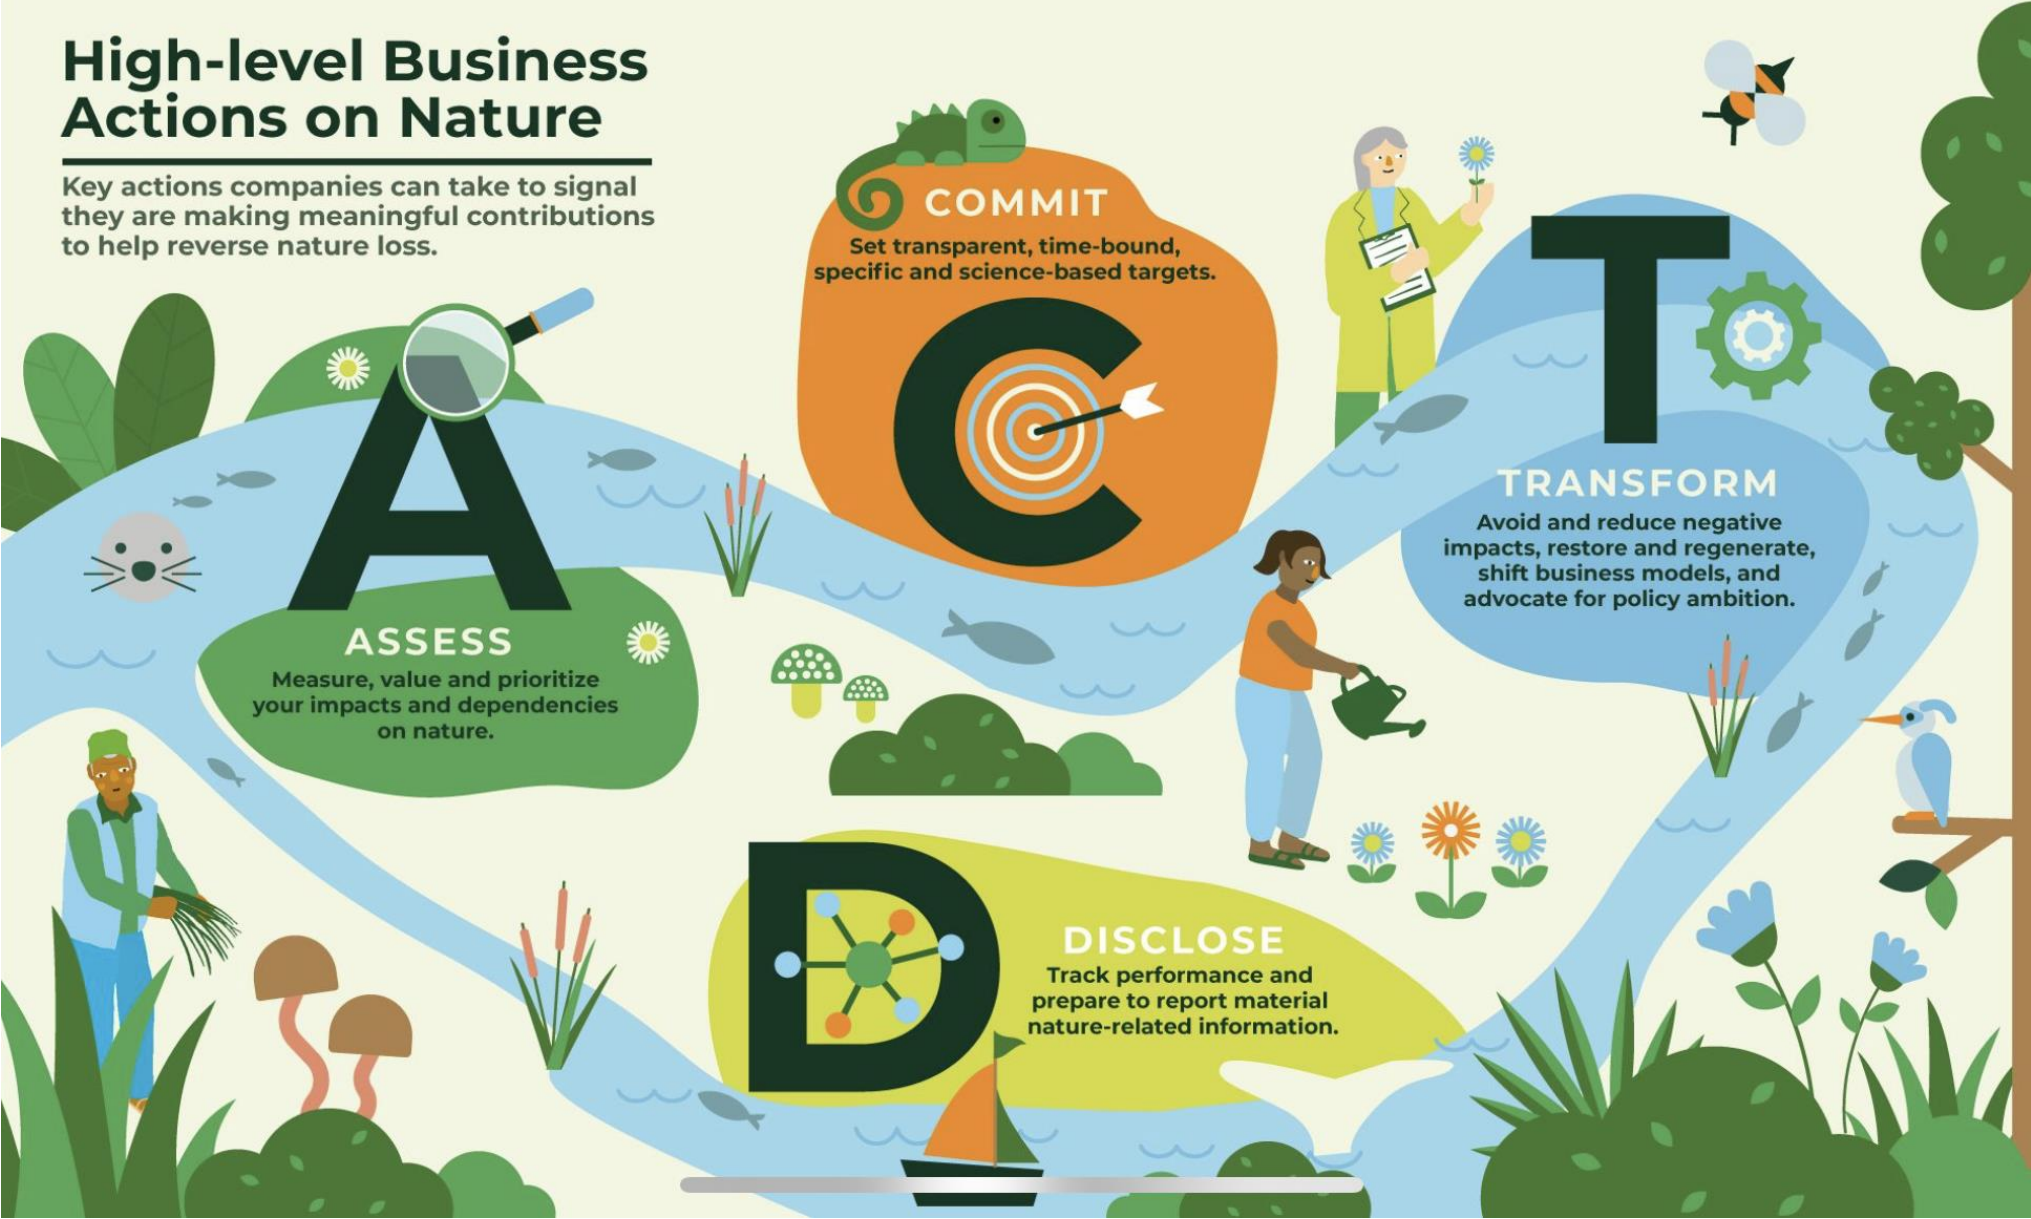 High-level Business
Actions on Nature
Key actions companies can take to signal
they are making meaningful contributions
to help reverse nature loss.
A
ASSESS
Measure, value and prioritize
your impacts and dependencies
on nature.
COMMIT
Set transparent, time-bound,
specific and science-based targets.
C
T
TRANSFORM
Avoid and reduce negative
impacts, restore and regenerate,
shift business models, and
advocate for policy ambition.
D
DISCLOSE
Track performance and
prepare to report material
nature-related information.